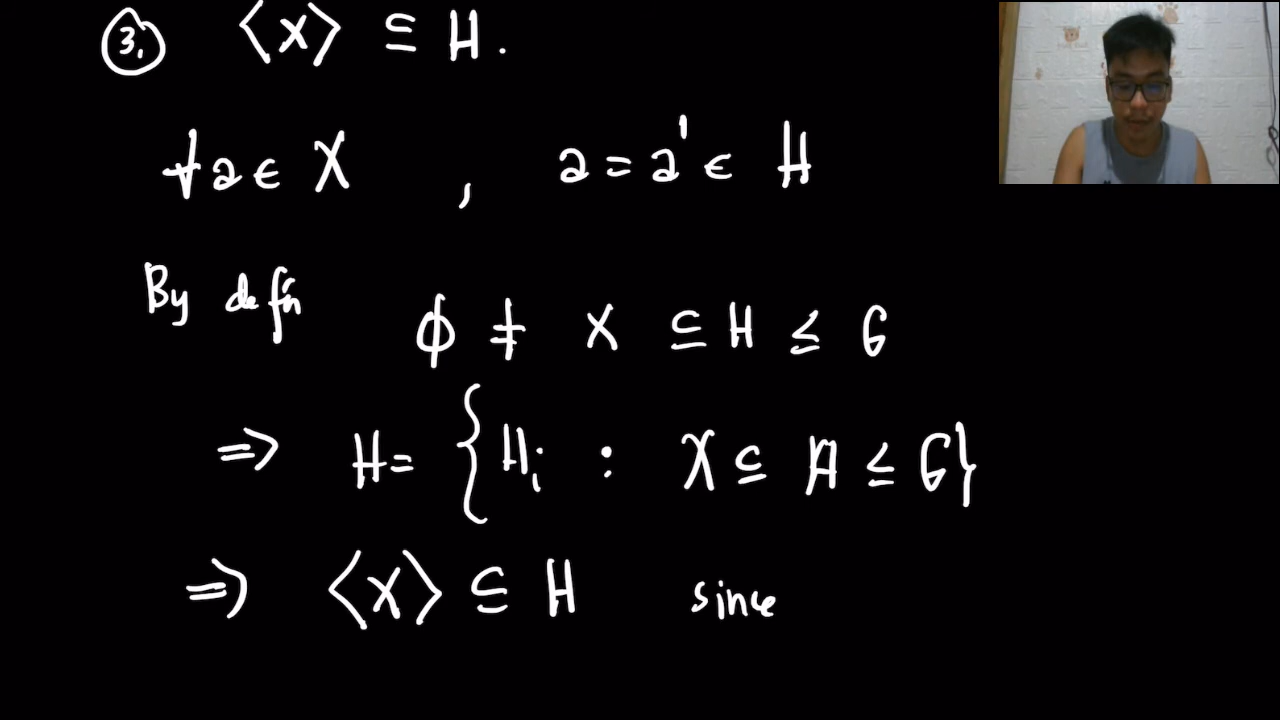 3. ⟨X⟩ ⊆ H.
∀a ∈ X , a = a¹ ∈ H
By defn
ϕ ≠ X ⊆ H ≤ G
⇒ H = { Hᵢ : X ⊆ H ≤ G}
⇒ ⟨X⟩ ⊆ H since